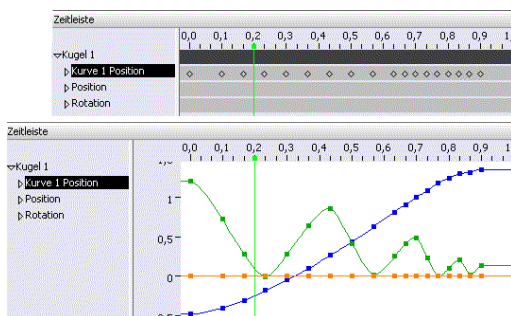 Zeitleiste
0,0 0,1 0,2 0,3 0,4 0,5 0,6 0,7 0,8 0,9 1,
Kugel 1
Kurve 1 Position
Position
Rotation
Zeitleiste
0,0 0,1 0,2 0,3 0,4 0,5 0,6 0,7 0,8 0,9 1,
Kugel 1
Kurve 1 Position
Position
Rotation
1
0,5
0